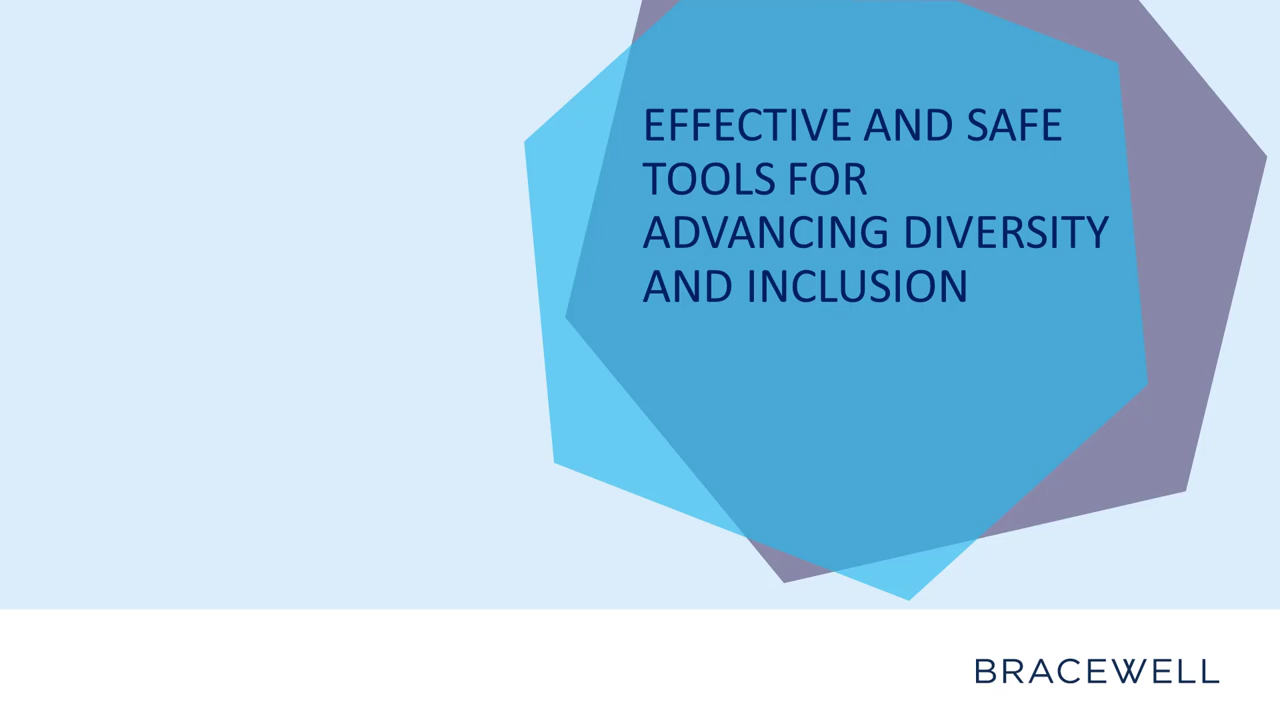 EFFECTIVE AND SAFE
TOOLS FOR
ADVANCING DIVERSITY
AND INCLUSION
BRACEWELL